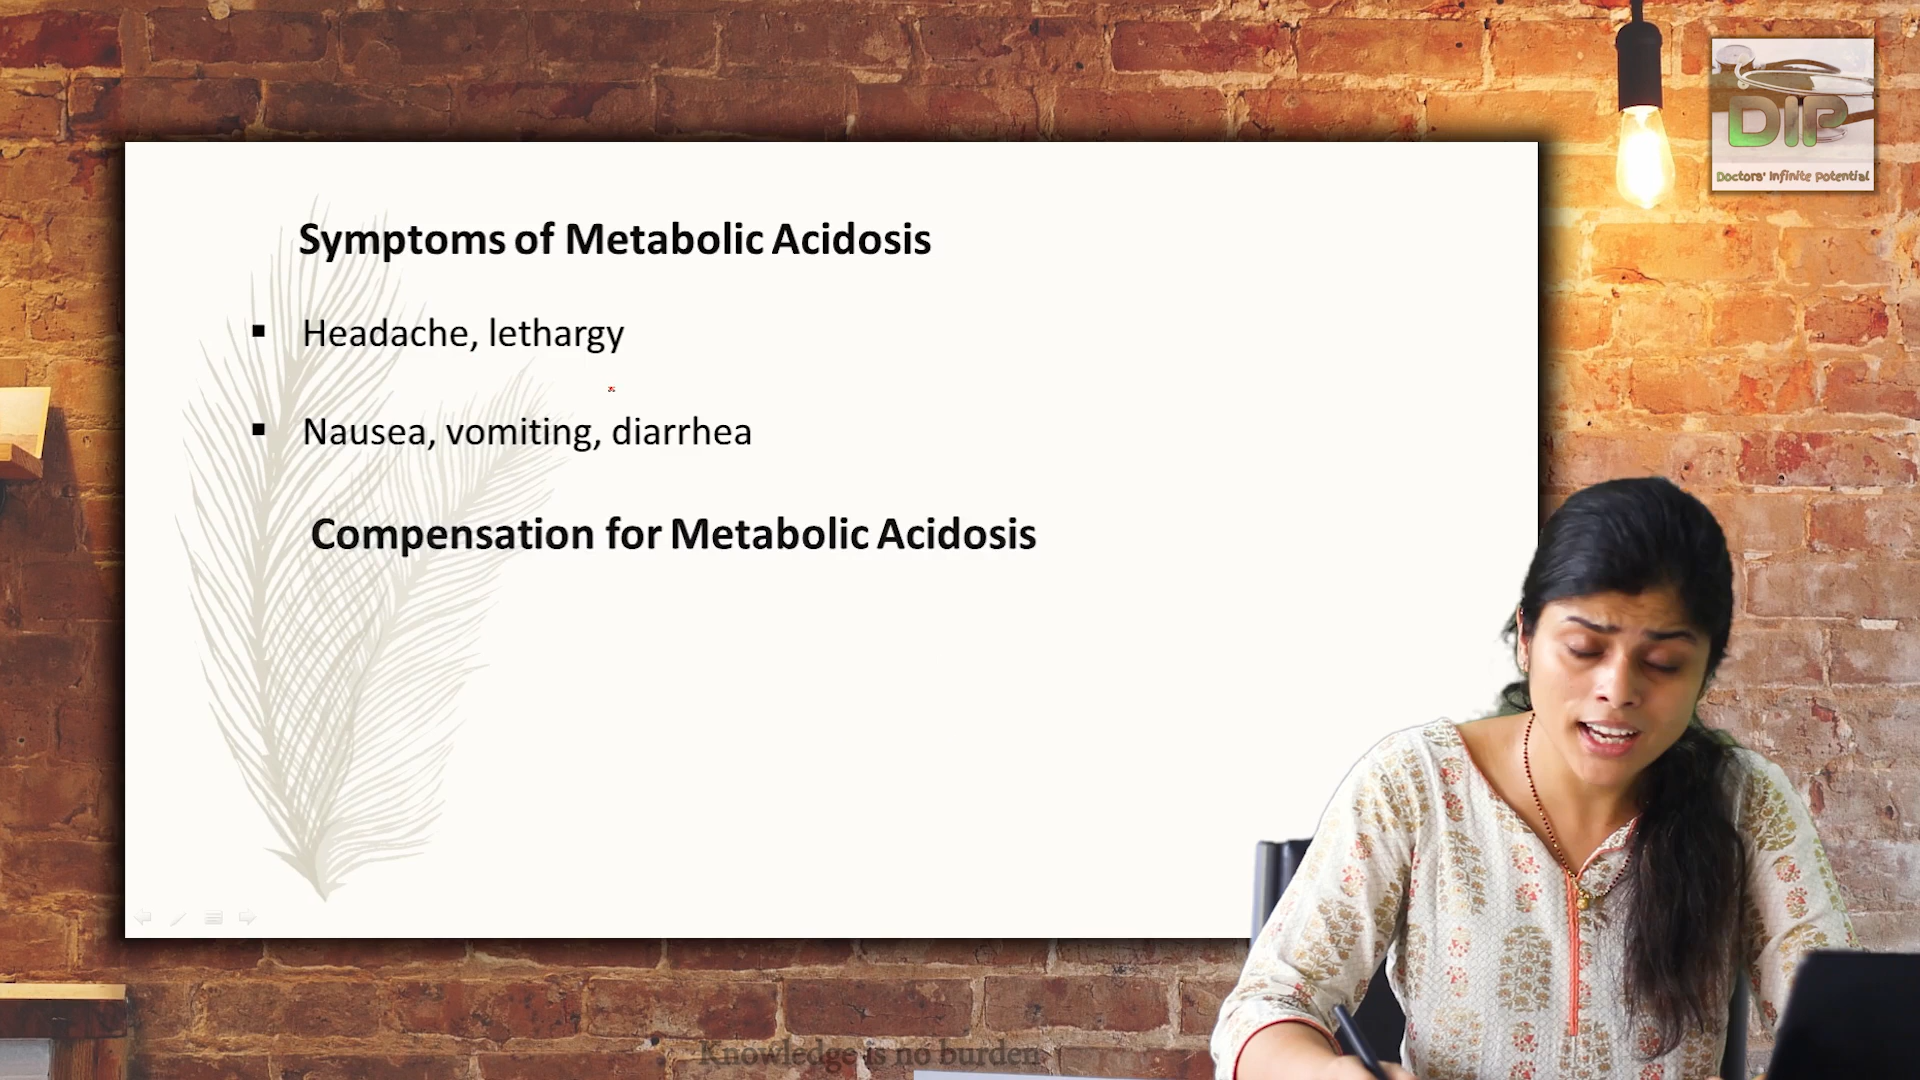 DIP
Doctors' Infinite Potential
Symptoms of Metabolic Acidosis
▪ Headache, lethargy
▪ Nausea, vomiting, diarrhea
Compensation for Metabolic Acidosis
Knowledge is no burden